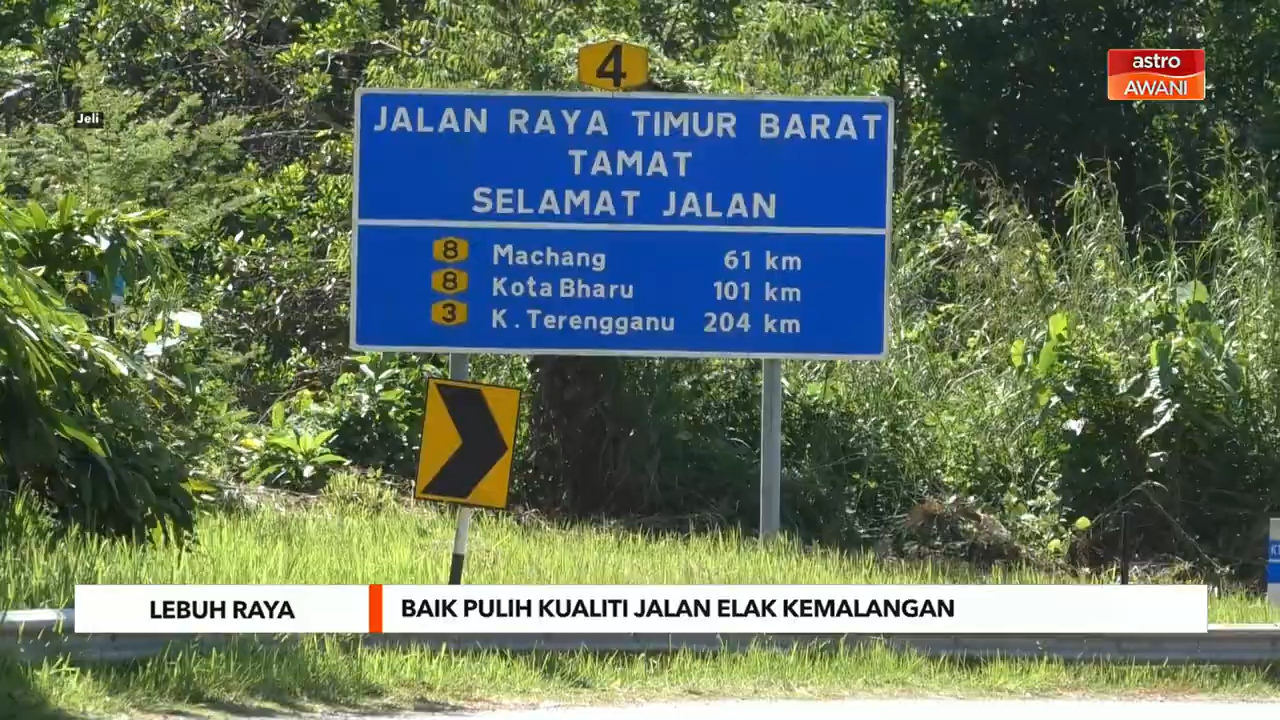 4
astro
AWANI
Jeli
JALAN RAYA TIMUR BARAT
TAMAT
SELAMAT JALAN
8 Machang 61 km
8 Kota Bharu 101 km
3 K. Terengganu 204 km
LEBUH RAYA
BAIK PULIH KUALITI JALAN ELAK KEMALANGAN